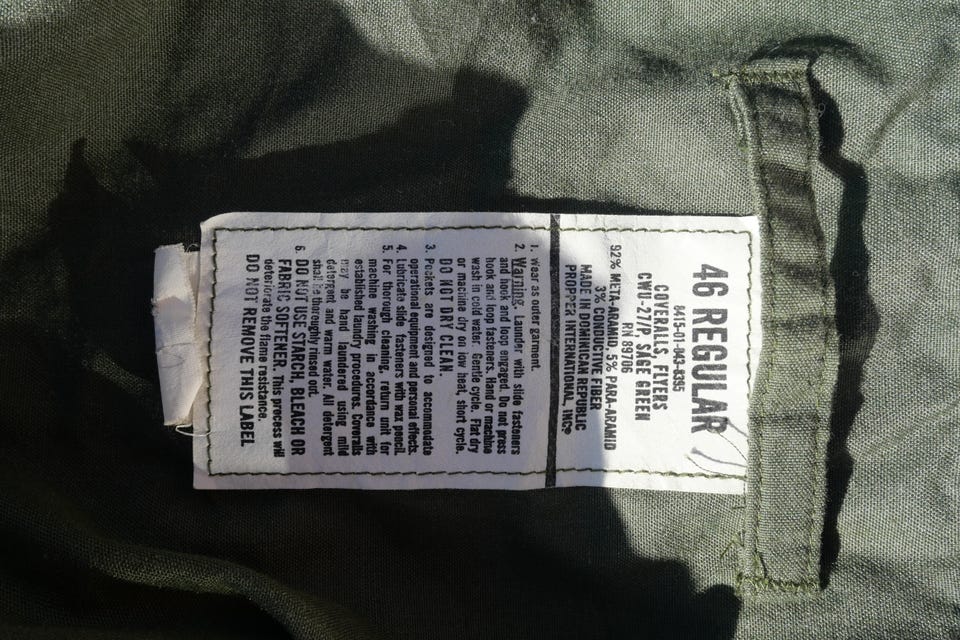 46 REGULAR
8415-01-043-8395
COVERALLS, FLYERS
CWU-27/P, SAGE GREEN
RN 89706
92% META-ARAMID, 5% PARA-ARAMID
3% CONDUCTIVE FIBER
MADE IN DOMINICAN REPUBLIC
PROPPER INTERNATIONAL, INC®
1. Wash as outer garment.
2. Warning. Launder with slide fasteners
and hook and loop engaged. Do not press
hook and loop fasteners. Hand or machine
wash in cold water. Gentle cycle. Flat dry
or machine dry on low heat, short cycle.
DO NOT DRY CLEAN.
3. Pockets are designed to accommodate
operational equipment and personal effects.
4. Lubricate side fasteners with wax pencil.
5. For thorough cleaning, return unit for
machine washing in accordance with
established laundry procedures. Coveralls
may be hand laundered using mild
detergent and warm water. All detergent
shall be thoroughly rinsed out.
6. DO NOT USE STARCH, BLEACH OR
FABRIC SOFTENER. This process will
deteriorate the flame resistance.
DO NOT REMOVE THIS LABEL